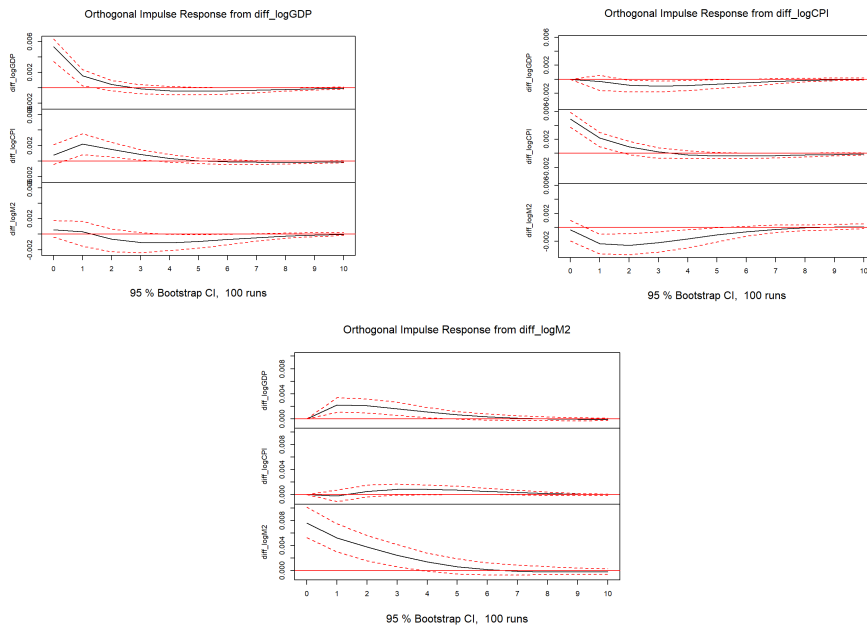 Orthogonal Impulse Response from diff_logGDP
diff_logGDP
0.006
0.002
-0.002
diff_logCPI
0.002
diff_logM2
0.002
-0.002
0 1 2 3 4 5 6 7 8 9 10
95 % Bootstrap CI,  100 runs
Orthogonal Impulse Response from diff_logCPI
diff_logGDP
0.006
0.002
diff_logCPI
0.002
diff_logM2
0.002
-0.002
0 1 2 3 4 5 6 7 8 9 10
95 % Bootstrap CI,  100 runs
Orthogonal Impulse Response from diff_logM2
diff_logGDP
0.008
0.004
0.000
diff_logCPI
0.008
0.004
0.000
diff_logM2
0.008
0.004
0.000
0 1 2 3 4 5 6 7 8 9 10
95 % Bootstrap CI,  100 runs